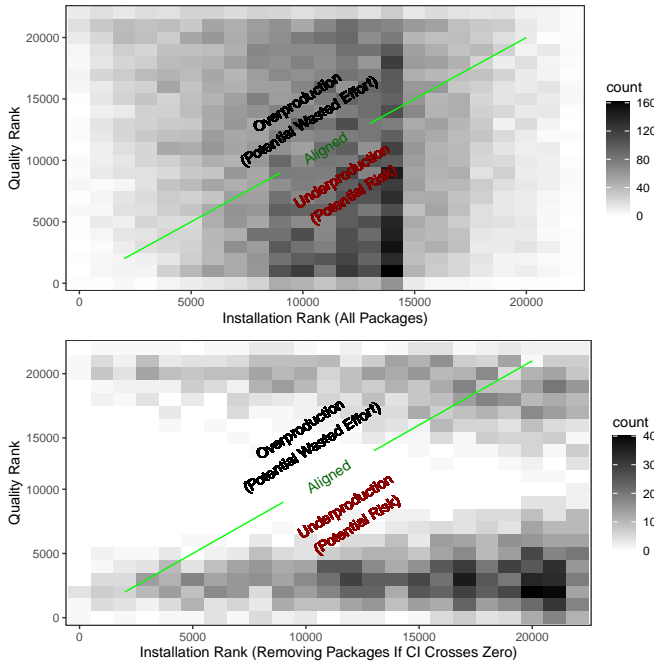 20000
15000
10000
5000
0
Quality Rank
Overproduction
(Potential Wasted Effort)
Aligned
Underproduction
(Potential Risk)
0 5000 10000 15000 20000
Installation Rank (All Packages)
count
160
120
80
40
0
20000
15000
10000
5000
0
Quality Rank
Overproduction
(Potential Wasted Effort)
Aligned
Underproduction
(Potential Risk)
0 5000 10000 15000 20000
Installation Rank (Removing Packages If CI Crosses Zero)
count
40
30
20
10
0